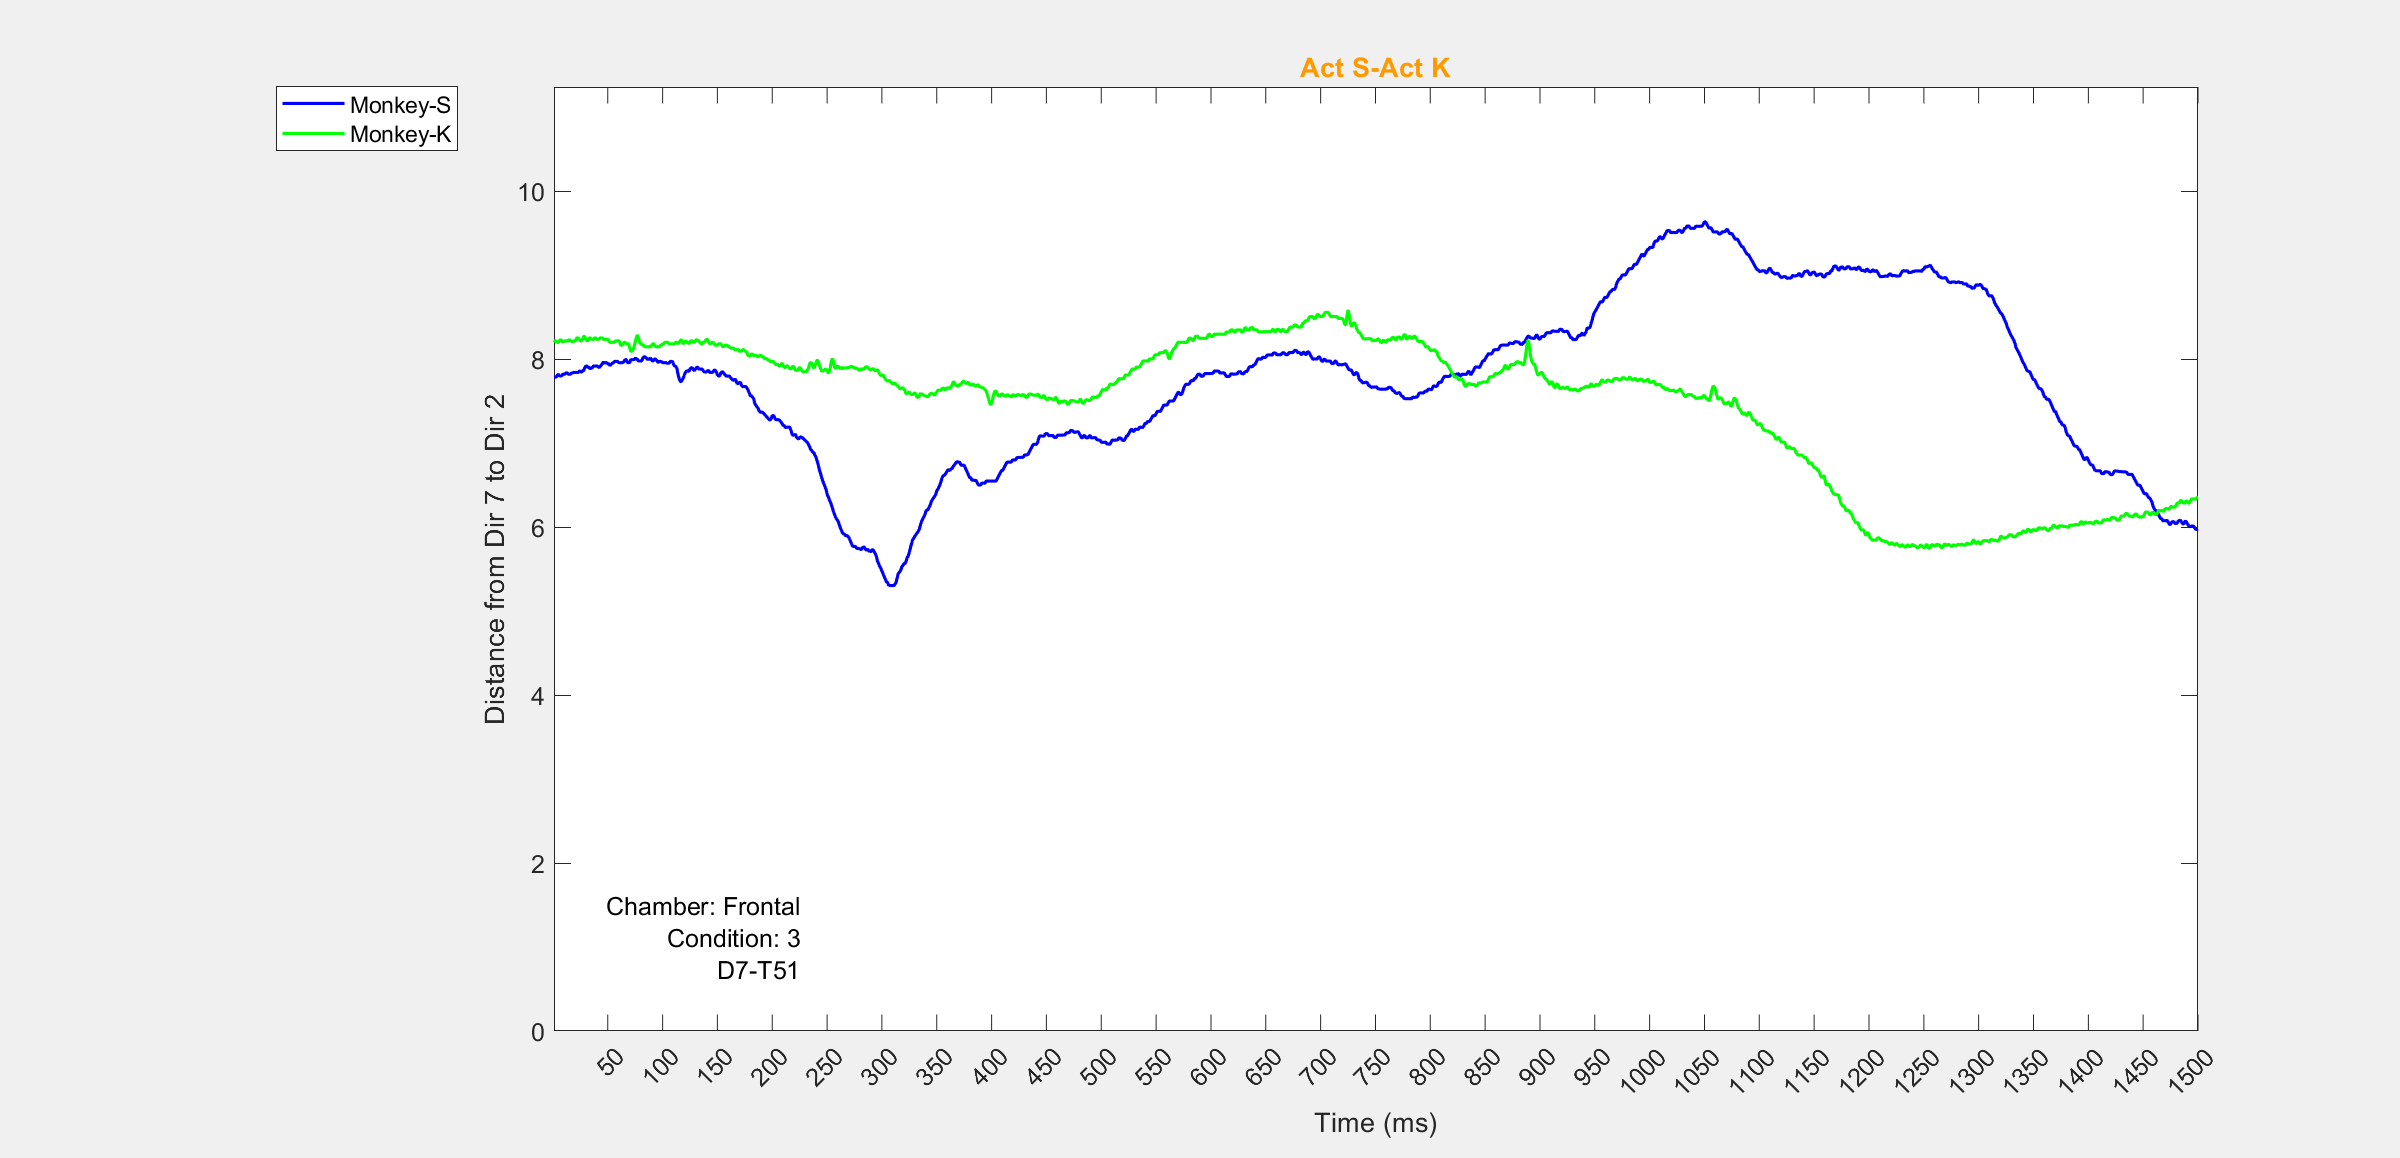 Act S-Act K
Monkey-S
Monkey-K
Distance from Dir 7 to Dir 2
10
8
6
4
2
0
Chamber: Frontal
Condition: 3
D7-T51
50 100 150 200 250 300 350 400 450 500 550 600 650 700 750 800 850 900 950 1000 1050 1100 1150 1200 1250 1300 1350 1400 1450 1500
Time (ms)